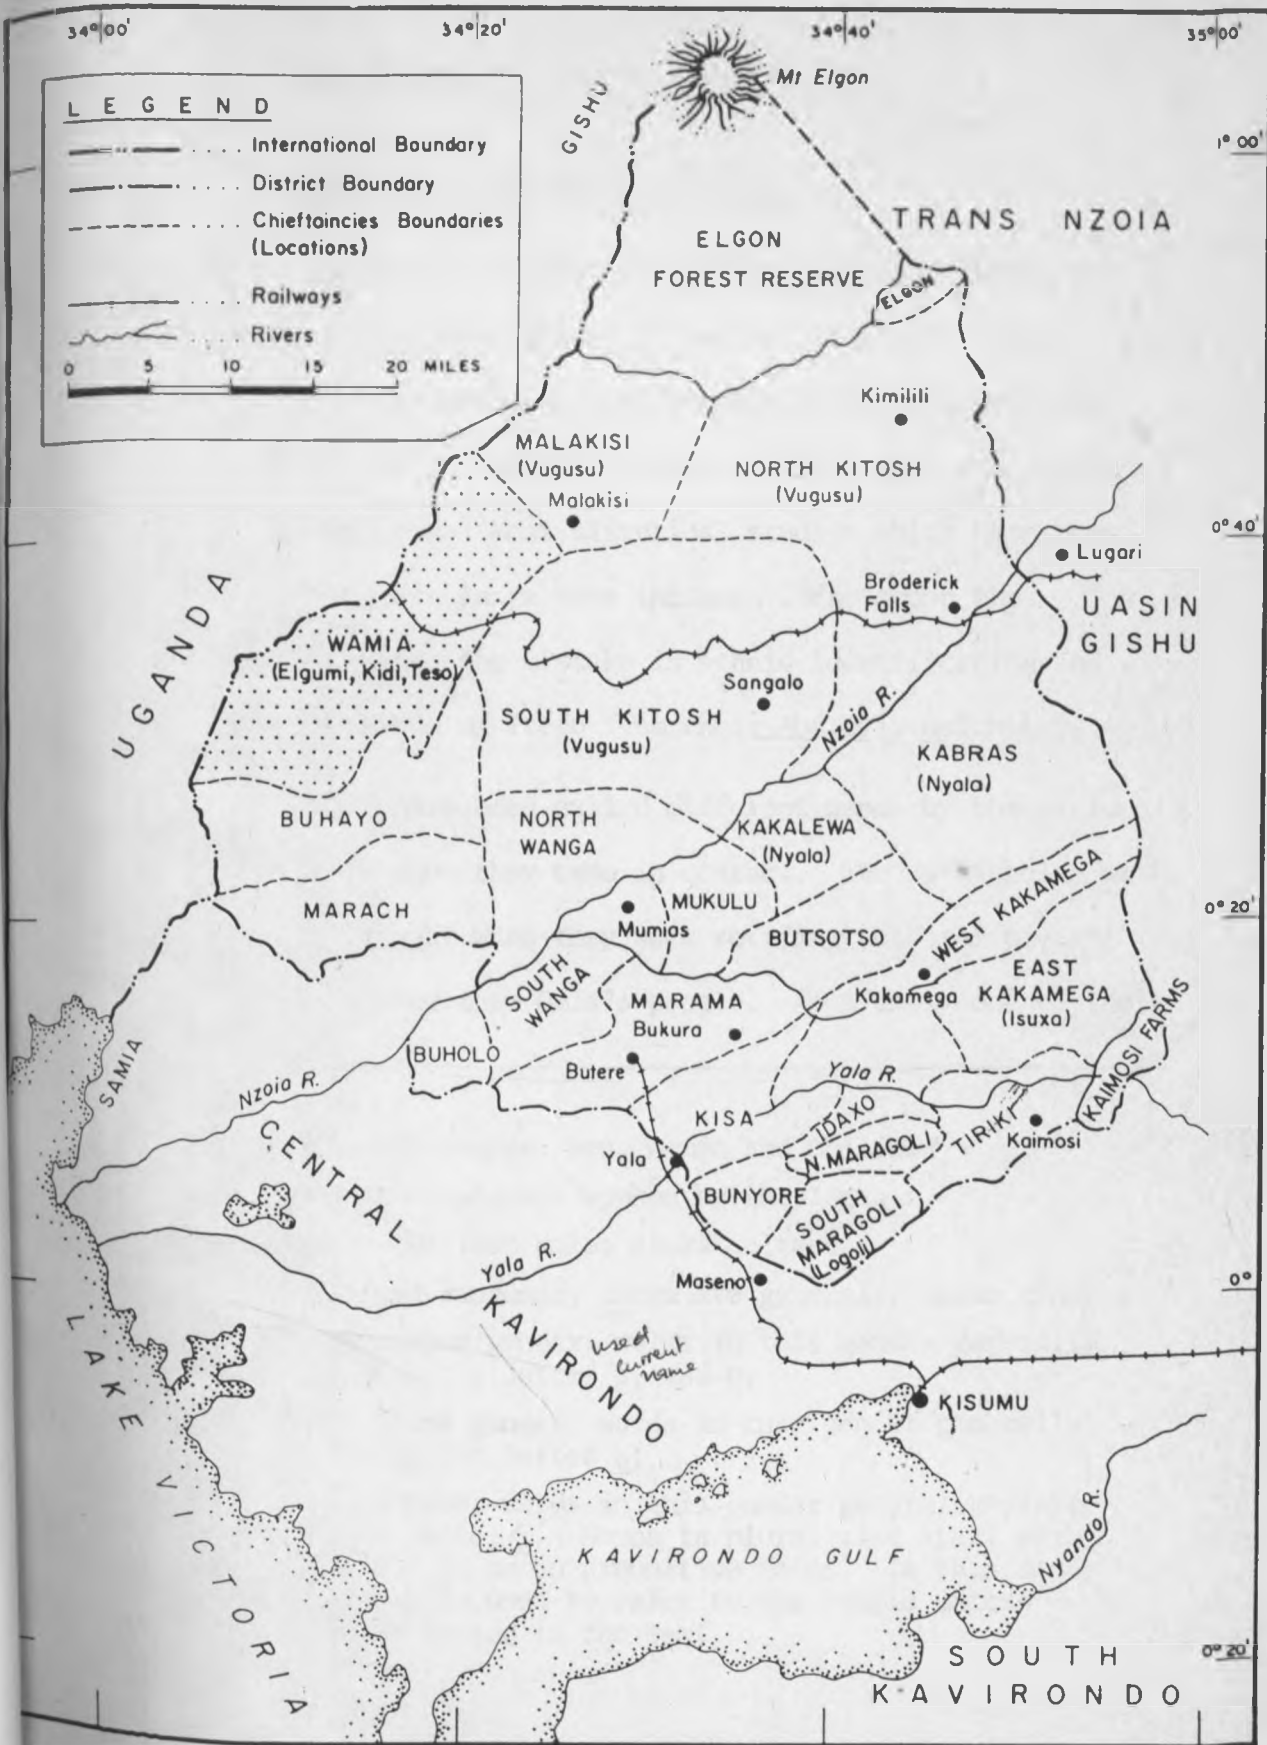 34°00'
34°20'
34°40'
35°00'
LEGEND
International Boundary
District Boundary
Chieftaincies Boundaries
(Locations)
Railways
Rivers
0 5 10 15 20 MILES
GISHU
Mt Elgon
1° 00'
TRANS NZOIA
ELGON
FOREST RESERVE
ELGON
Kimilili
MALAKISI
(Vugusu)
Malakisi
NORTH KITOSH
(Vugusu)
0° 40'
Lugari
Broderick
Falls
UASIN
GISHU
UGANDA
WAMIA
(Elgumi, Kidi, Teso)
Sangalo
SOUTH KITOSH
(Vugusu)
Nzoia R.
KABRAS
(Nyala)
BUHAYO
NORTH
WANGA
KAKALEWA
(Nyala)
MARACH
MUKULU
Mumias
BUTSOTSO
WEST KAKAMEGA
0° 20'
SOUTH
WANGA
MARAMA
Bukura
Kakamega
EAST
KAKAMEGA
(Isuxa)
KAIMOSI FARMS
SAMIA
BUHOLO
Butere
Nzoia R.
Yala R.
KISA
IDAXO
N. MARAGOLI
TIRIKI
Kaimosi
CENTRAL
Yala
BUNYORE
SOUTH
MARAGOLI
(Logoli)
Yala R.
Maseno
0°
KAVIRONDO
used
current
name
LAKE VICTORIA
KISUMU
KAVIRONDO GULF
Nyando R.
SOUTH
KAVIRONDO
0° 20'